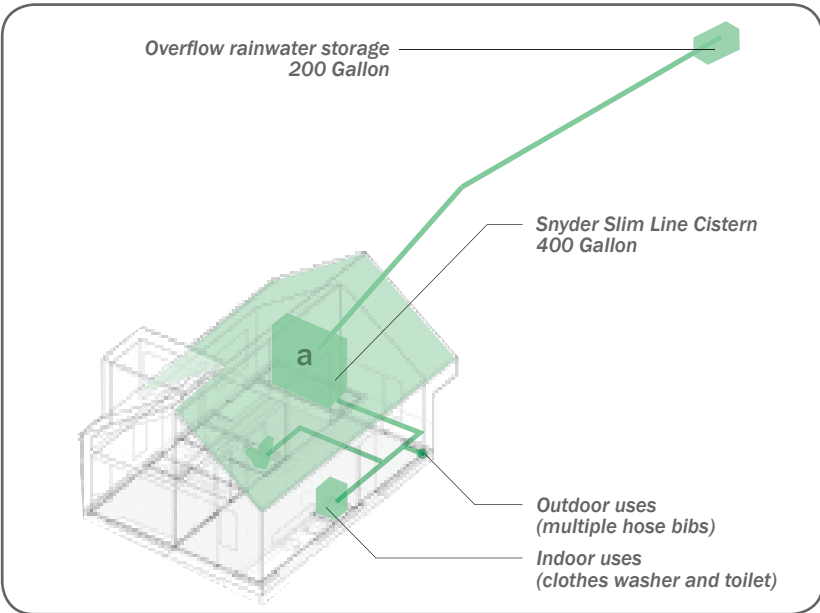 Overflow rainwater storage
200 Gallon
Snyder Slim Line Cistern
400 Gallon
a
Outdoor uses
(multiple hose bibs)
Indoor uses
(clothes washer and toilet)